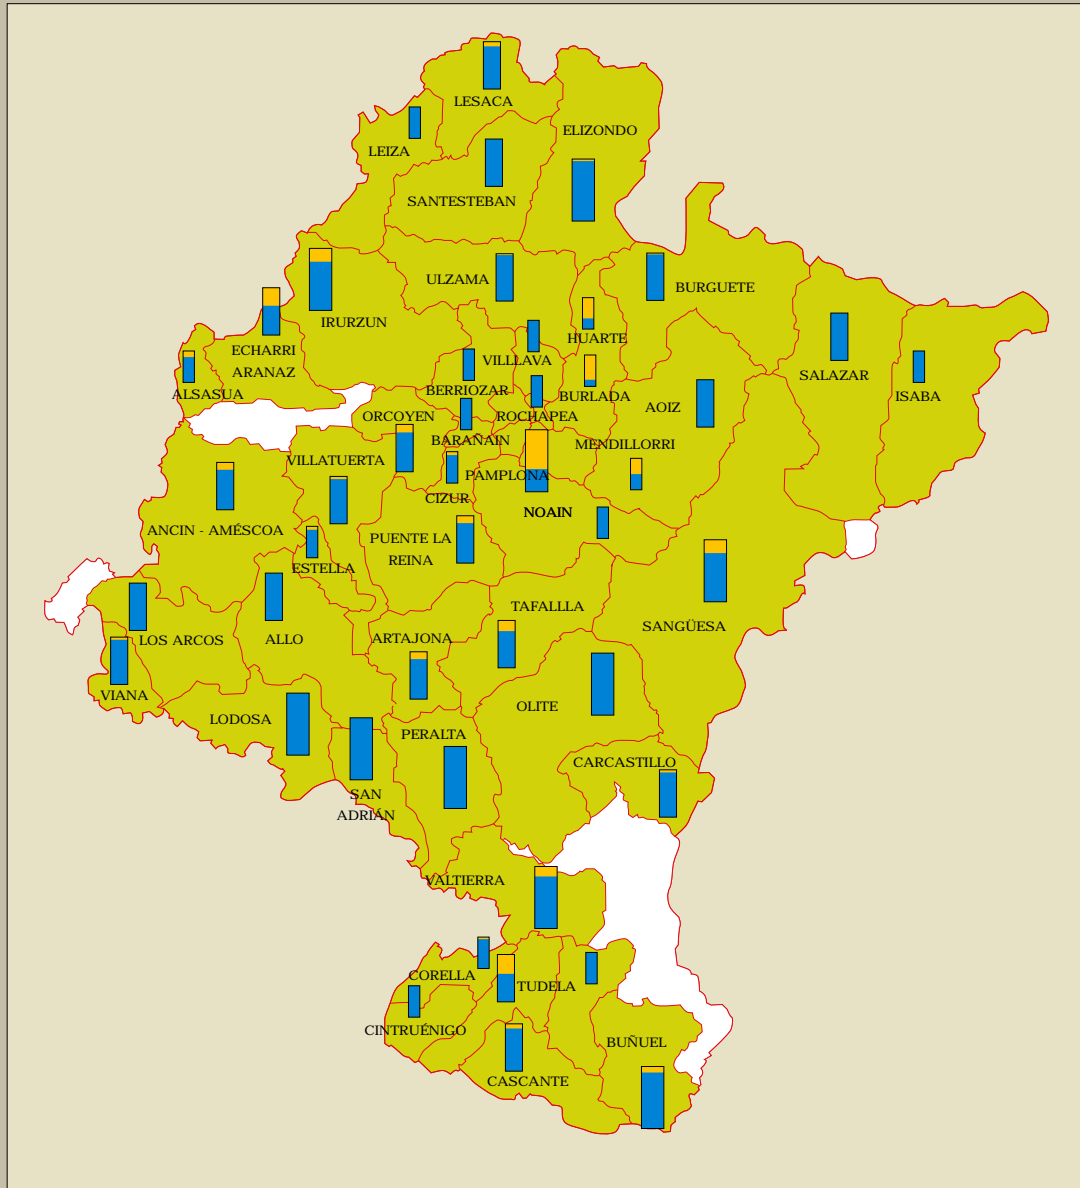 LESACA
ELIZONDO
LEIZA
SANTESTEBAN
ULZAMA
BURGUETE
IRURZUN
HUARTE
ECHARRI
ARANAZ
VILLLAVA
SALAZAR
ALSASUA
BERRIOZAR
BURLADA
ISABA
AOIZ
ORCOYEN
ROCHAPEA
BARAÑAIN
MENDILLORRI
VILLATUERTA
PAMPLONA
CIZUR
NOAIN
ANCIN - AMÉSCOA
PUENTE LA
REINA
ESTELLA
TAFALLLA
SANGÜESA
LOS ARCOS
ALLO
ARTAJONA
VIANA
OLITE
LODOSA
PERALTA
CARCASTILLO
SAN
ADRIÁN
VALTIERRA
CORELLA
TUDELA
CINTRUÉNIGO
BUÑUEL
CASCANTE